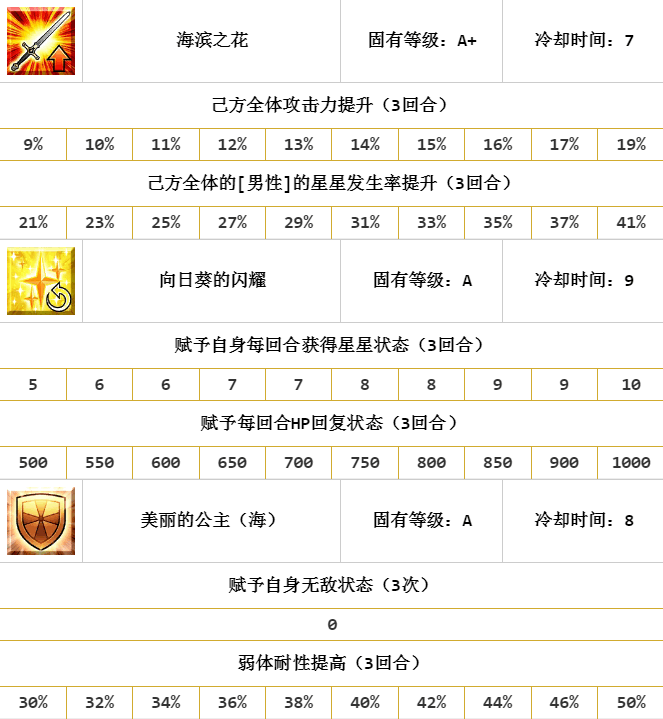 海滨之花 固有等级：A+ 冷却时间：7
己方全体攻击力提升（3回合）
9% 10% 11% 12% 13% 14% 15% 16% 17% 19%
己方全体的[男性]的星星发生率提升（3回合）
21% 23% 25% 27% 29% 31% 33% 35% 37% 41%
向日葵的闪耀 固有等级：A 冷却时间：9
赋予自身每回合获得星星状态（3回合）
5 6 6 7 7 8 8 9 9 10
赋予每回合HP回复状态（3回合）
500 550 600 650 700 750 800 850 900 1000
美丽的公主（海） 固有等级：A 冷却时间：8
赋予自身无敌状态（3次）
0
弱体耐性提高（3回合）
30% 32% 34% 36% 38% 40% 42% 44% 46% 50%